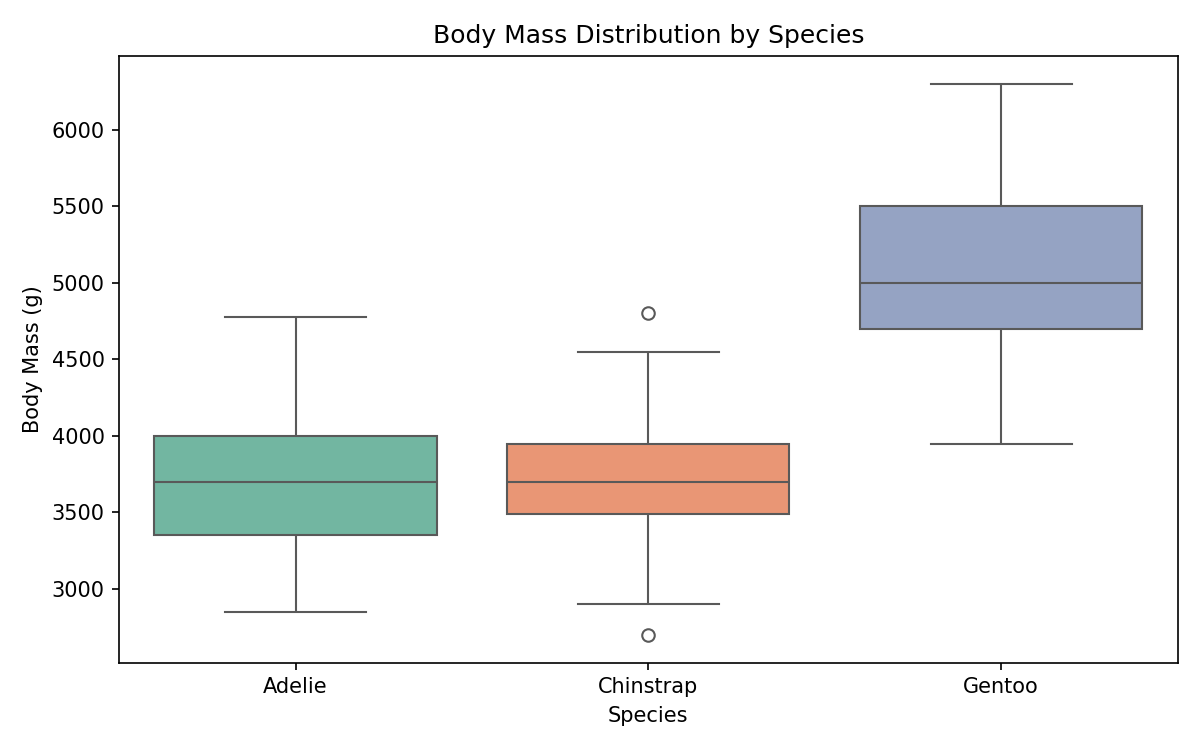 Body Mass Distribution by Species
Body Mass (g)
6000
5500
5000
4500
4000
3500
3000
Adelie Chinstrap Gentoo
Species